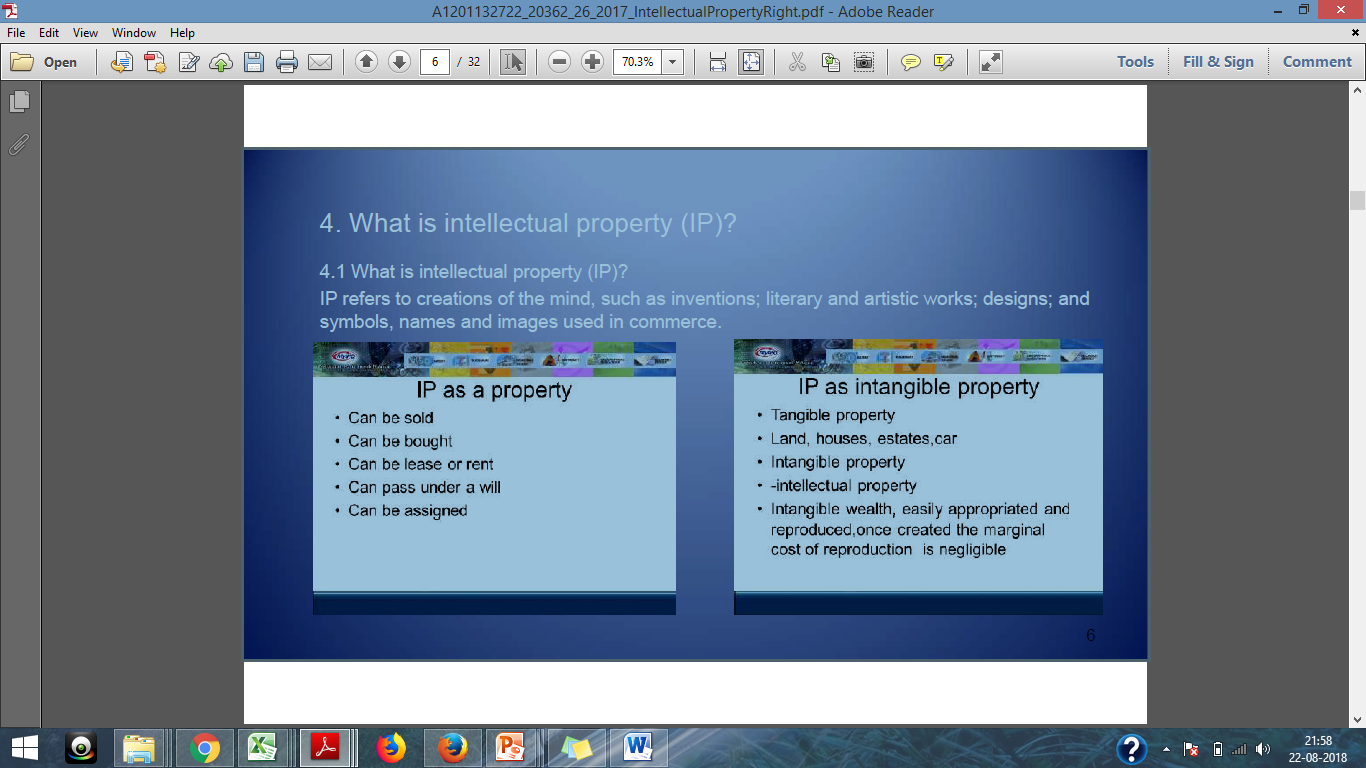 A1201132722_20362_26_2017_IntellectualPropertyRight.pdf - Adobe Reader
File Edit View Window Help
Open 6 / 32 70.3% Tools Fill & Sign Comment
4. What is intellectual property (IP)?
4.1 What is intellectual property (IP)?
IP refers to creations of the mind, such as inventions; literary and artistic works; designs; and
symbols, names and images used in commerce.
IP as a property
• Can be sold
• Can be bought
• Can be lease or rent
• Can pass under a will
• Can be assigned
IP as intangible property
• Tangible property
• Land, houses, estates,car
• Intangible property
• -intellectual property
• Intangible wealth, easily appropriated and
reproduced,once created the marginal
cost of reproduction is negligible
6
21:58
22-08-2018